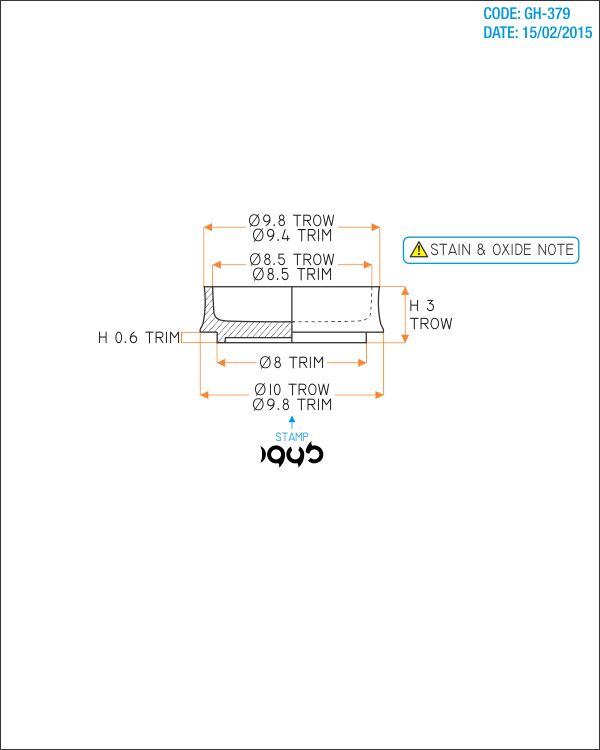 CODE: GH-379
DATE: 15/02/2015
Ø9.8 TROW
Ø9.4 TRIM
STAIN & OXIDE NOTE
Ø8.5 TROW
Ø8.5 TRIM
H 3
TROW
H 0.6 TRIM
Ø8 TRIM
Ø10 TROW
Ø9.8 TRIM
STAMP